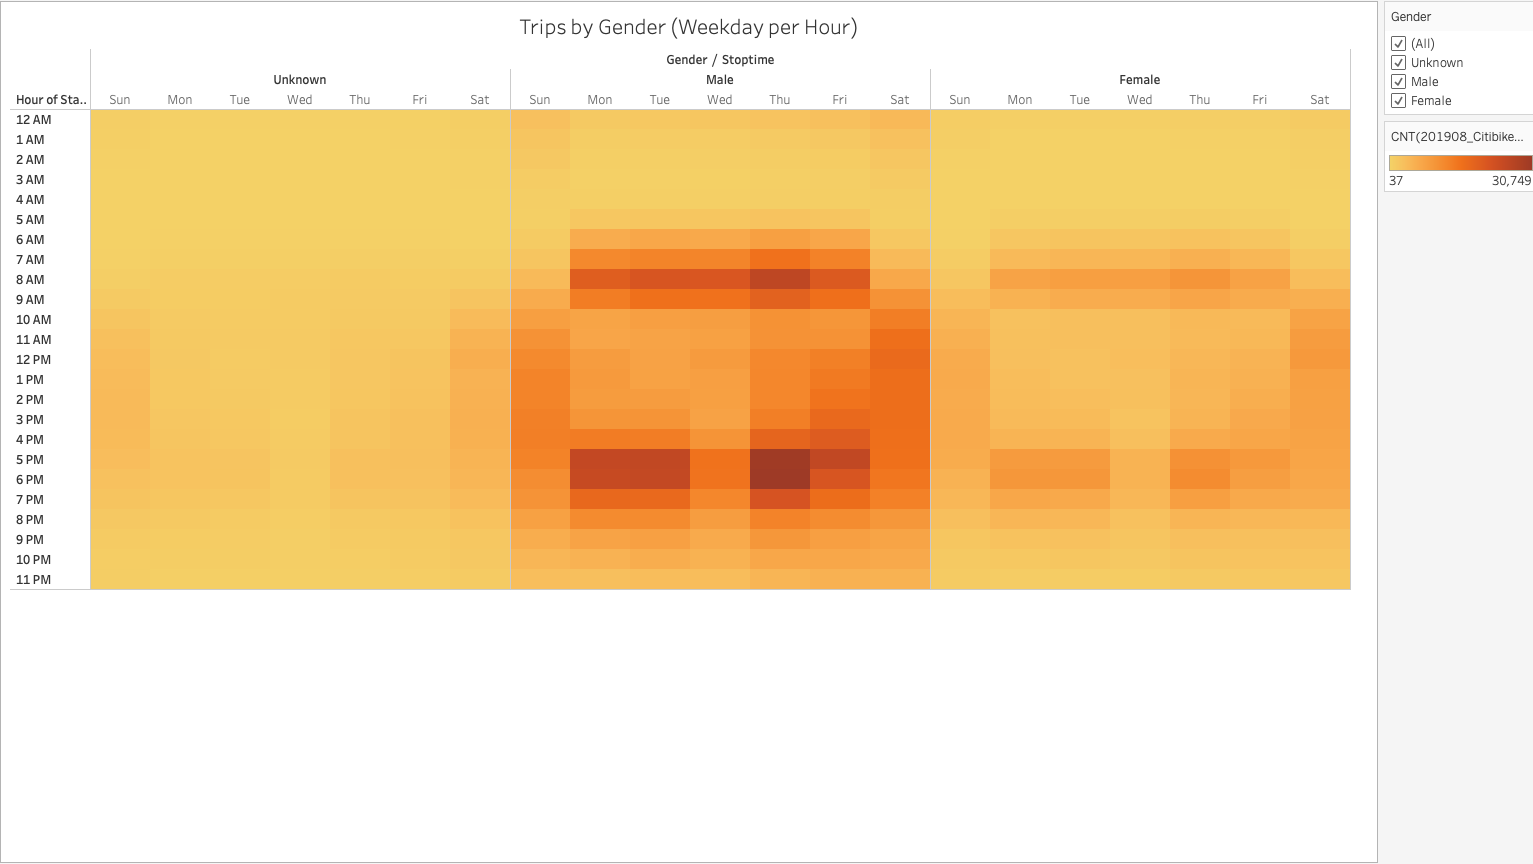 Trips by Gender (Weekday per Hour)
Gender / Stoptime
Unknown Male Female
Hour of Sta.. Sun Mon Tue Wed Thu Fri Sat Sun Mon Tue Wed Thu Fri Sat Sun Mon Tue Wed Thu Fri Sat
12 AM
1 AM
2 AM
3 AM
4 AM
5 AM
6 AM
7 AM
8 AM
9 AM
10 AM
11 AM
12 PM
1 PM
2 PM
3 PM
4 PM
5 PM
6 PM
7 PM
8 PM
9 PM
10 PM
11 PM
Gender
(All)
Unknown
Male
Female
CNT(201908_Citibike...
37 30,749